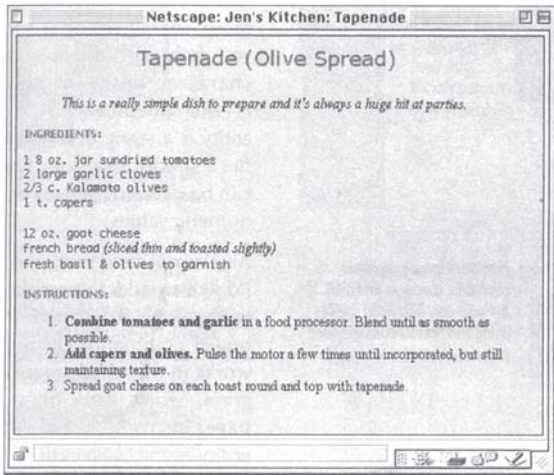 Netscape: Jen's Kitchen: Tapenade
Tapenade (Olive Spread)
This is a really simple dish to prepare and it's always a huge hit at parties.
INGREDIENTS:
1 8 oz. jar sundried tomatoes
2 large garlic cloves
2/3 c. Kalamata olives
1 t. capers
12 oz. goat cheese
french bread (sliced thin and toasted slightly)
fresh basil & olives to garnish
INSTRUCTIONS:
1. Combine tomatoes and garlic in a food processor. Blend until as smooth as
possible.
2. Add capers and olives. Pulse the motor a few times until incorporated, but still
maintaining texture.
3. Spread goat cheese on each toast round and top with tapenade.